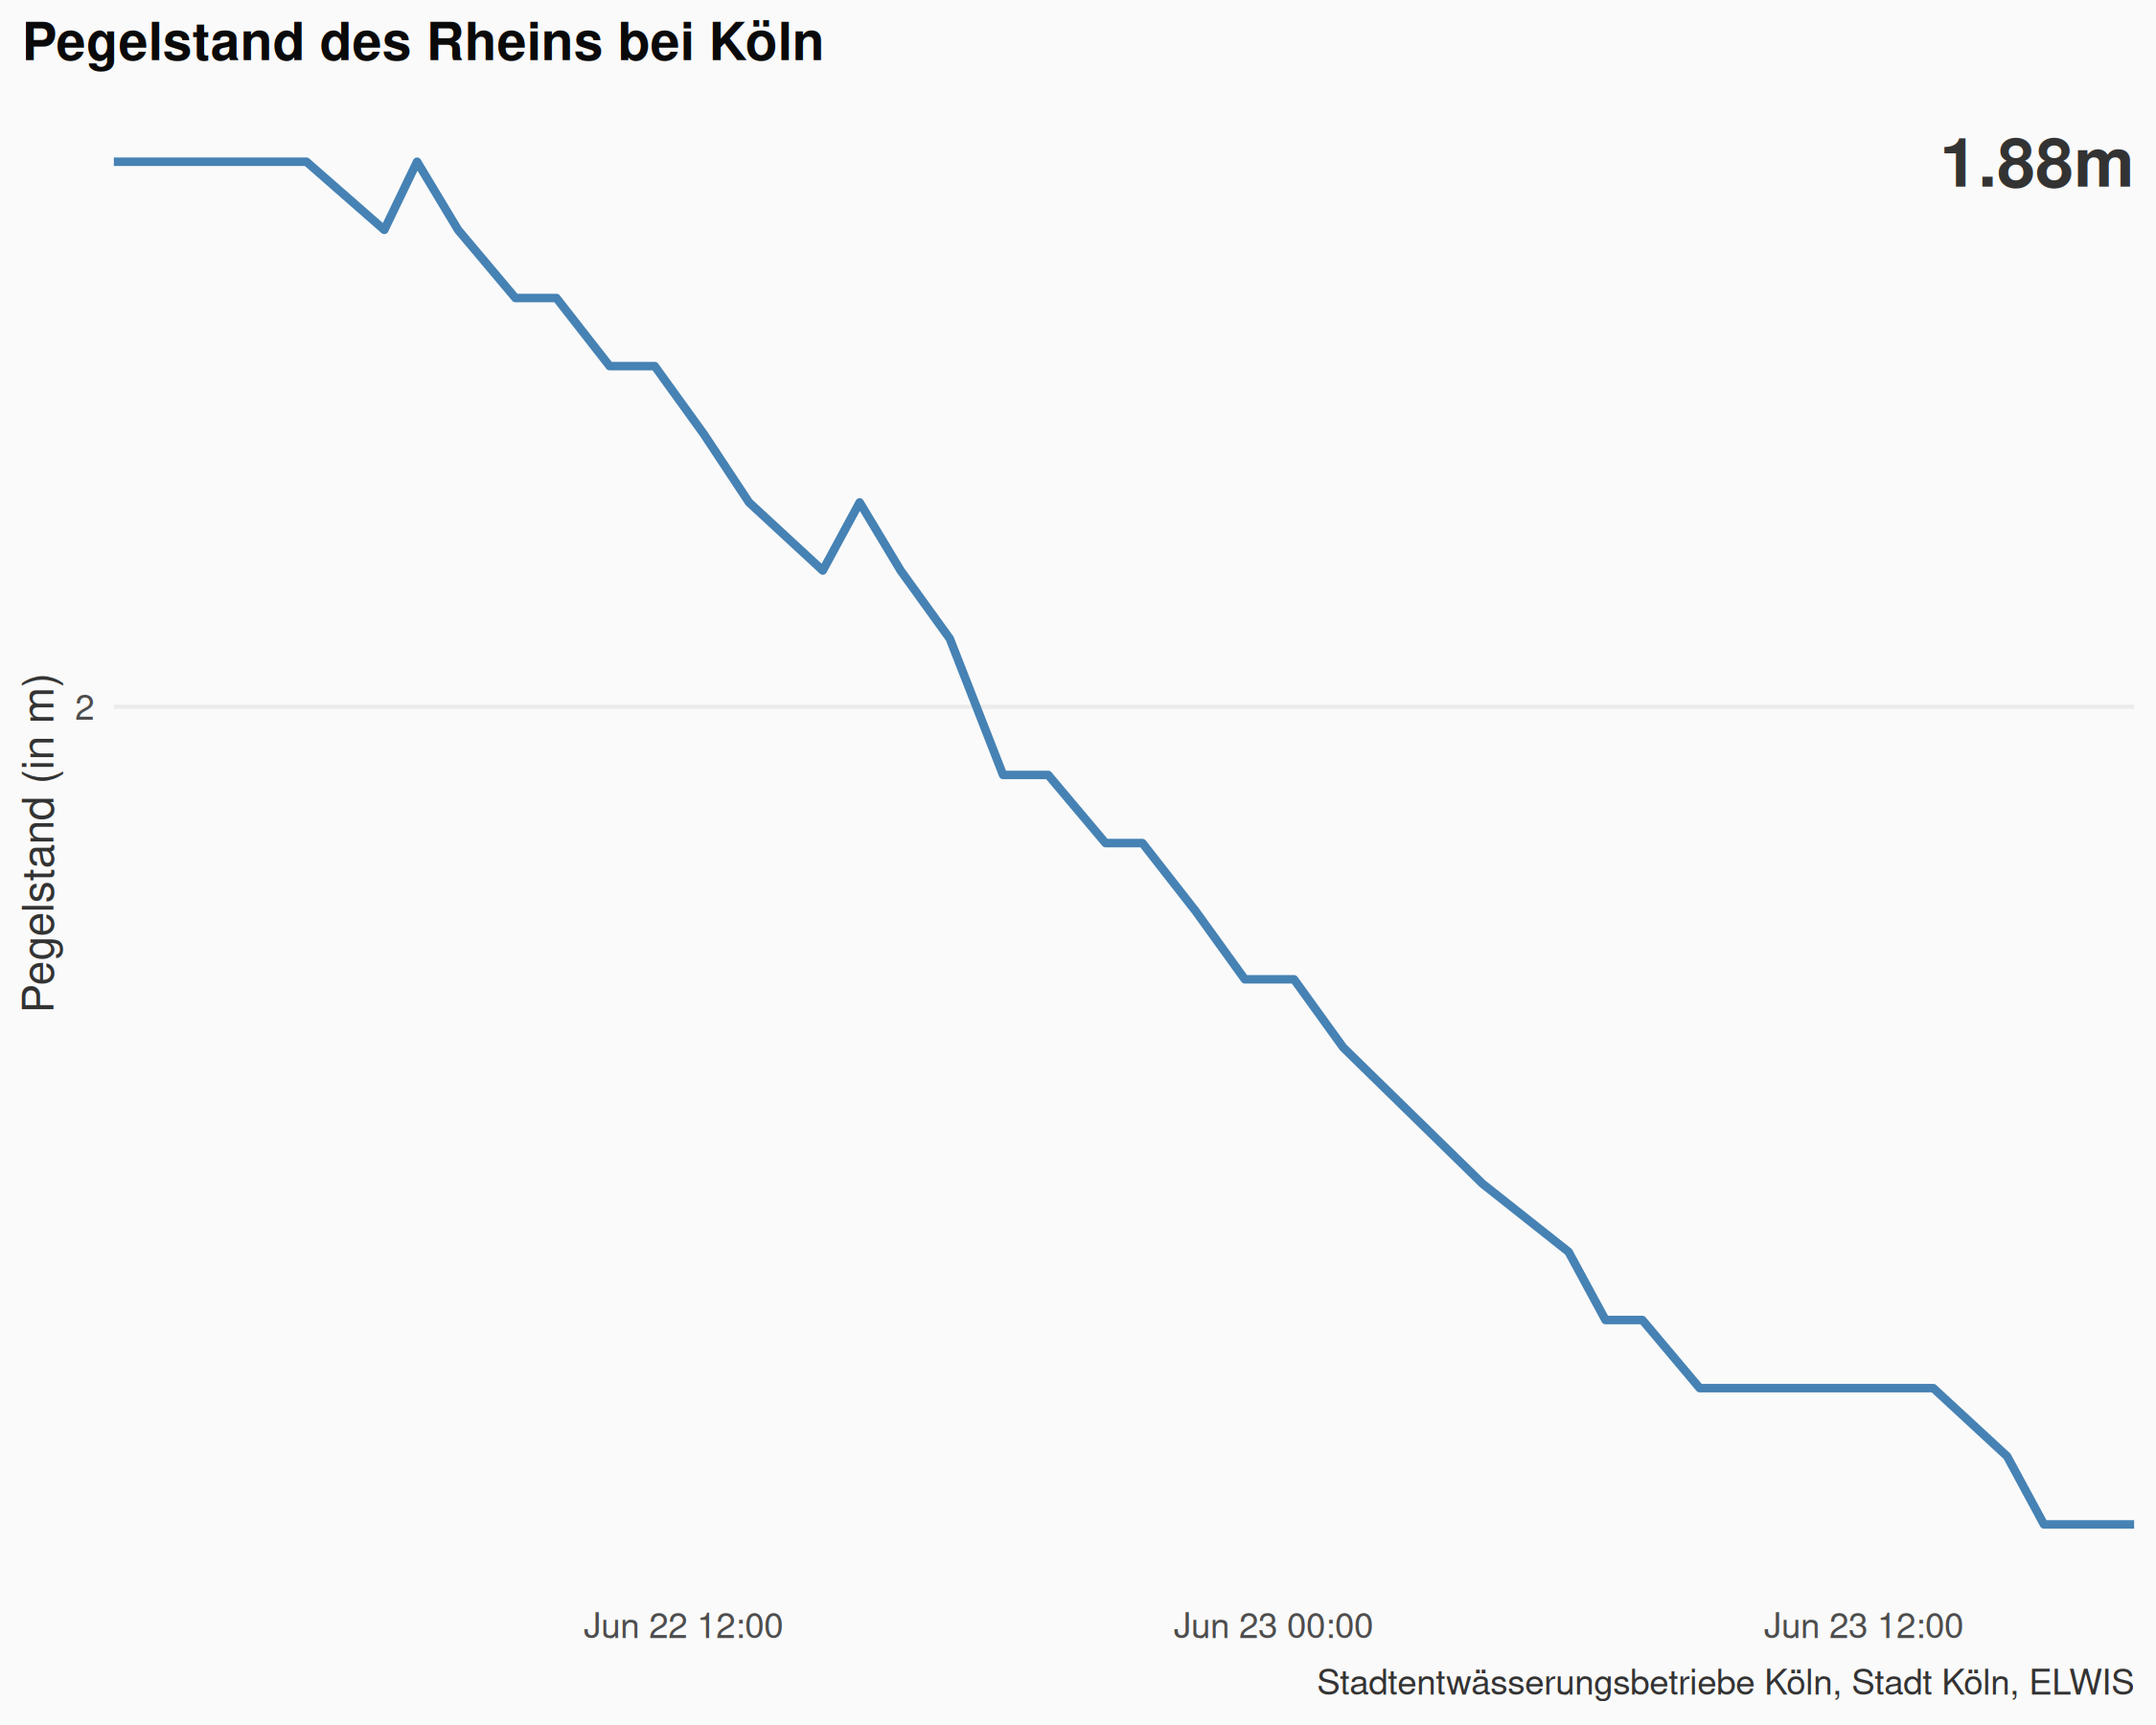 Pegelstand des Rheins bei Köln
1.88m
Pegelstand (in m)
2
Jun 22 12:00
Jun 23 00:00
Jun 23 12:00
Stadtentwässerungsbetriebe Köln, Stadt Köln, ELWIS